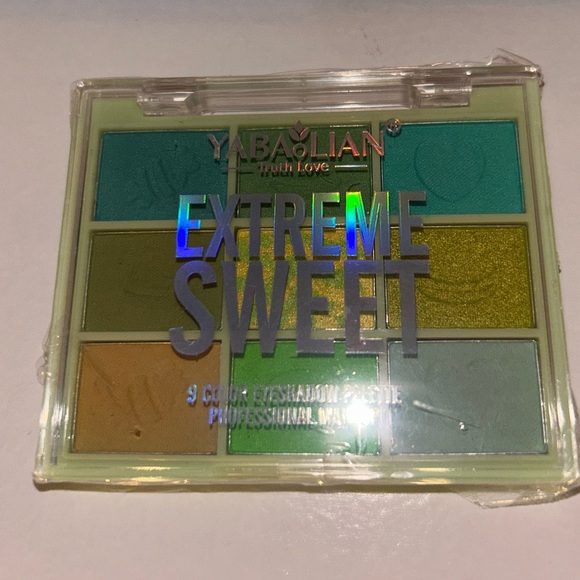 YABAOLIAN®
Truth Love
EXTREME
SWEET
9 COLOR EYESHADOW PALETTE
PROFESSIONAL MAKEUP